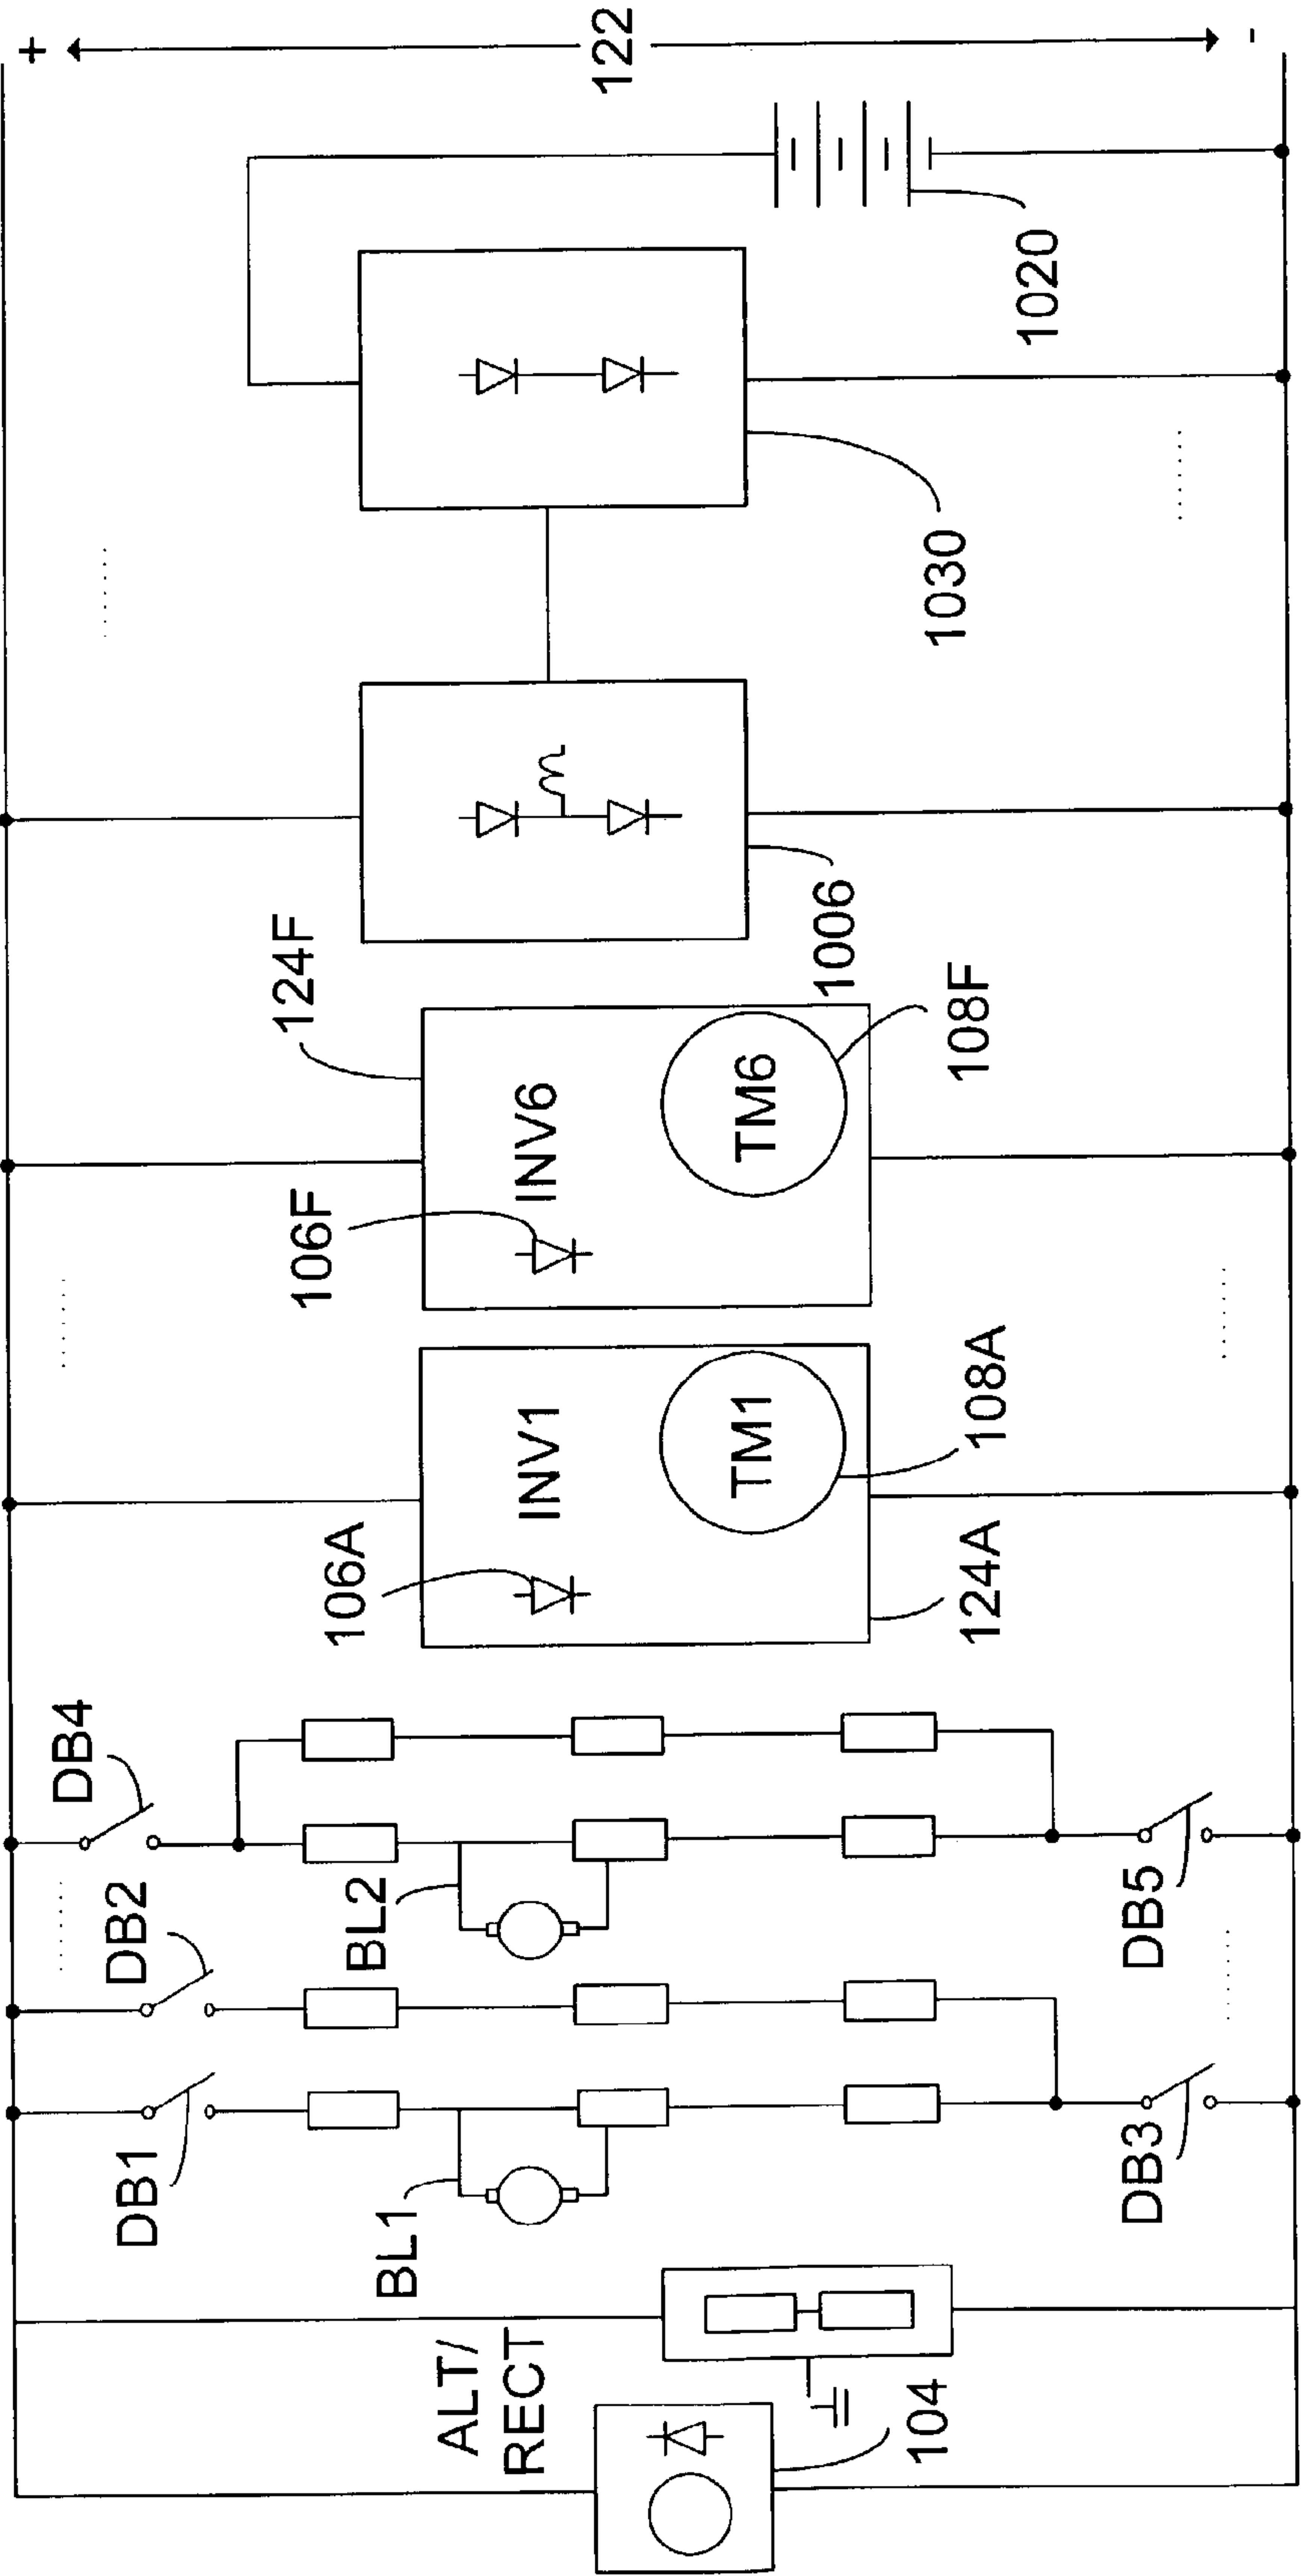 ALT/
RECT
104
BL1
DB1
DB3
DB2
BL2
DB5
DB4
106A
INV1
TM1
108A
124A
106F
INV6
TM6
108F
124F
1006
1030
1020
+
122
-